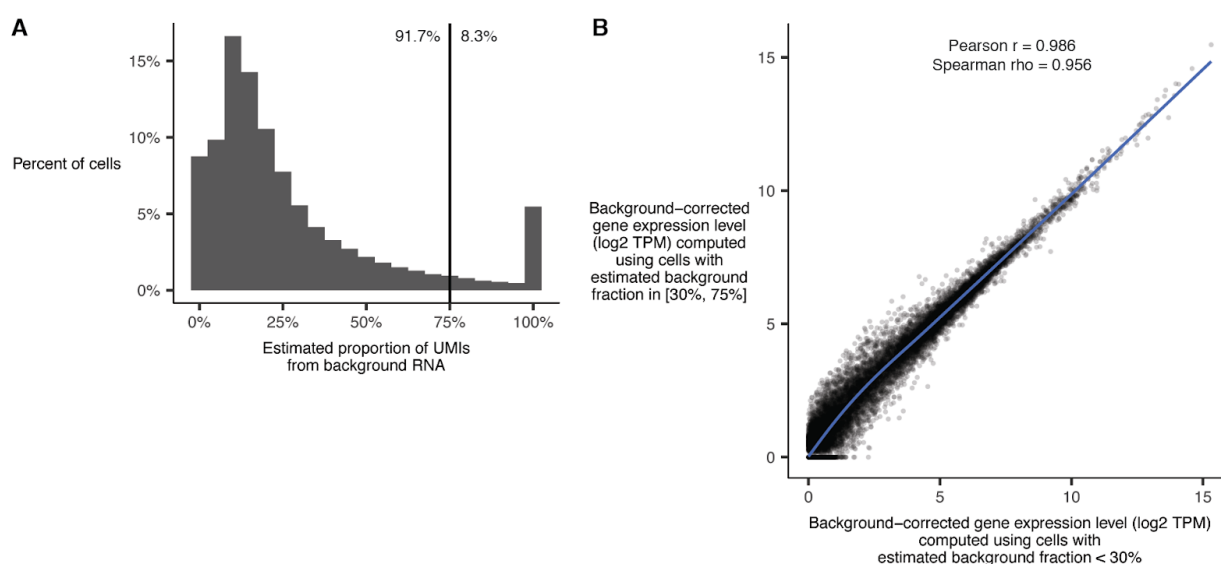 A
91.7%
8.3%
15%
10%
5%
0%
Percent of cells
0%
25%
50%
75%
100%
Estimated proportion of UMIs
from background RNA
B
Pearson r = 0.986
Spearman rho = 0.956
15
10
5
0
Background−corrected
gene expression level
(log2 TPM) computed
using cells with
estimated background
fraction in [30%, 75%]
0
5
10
15
Background−corrected gene expression level (log2 TPM)
computed using cells with
estimated background fraction < 30%